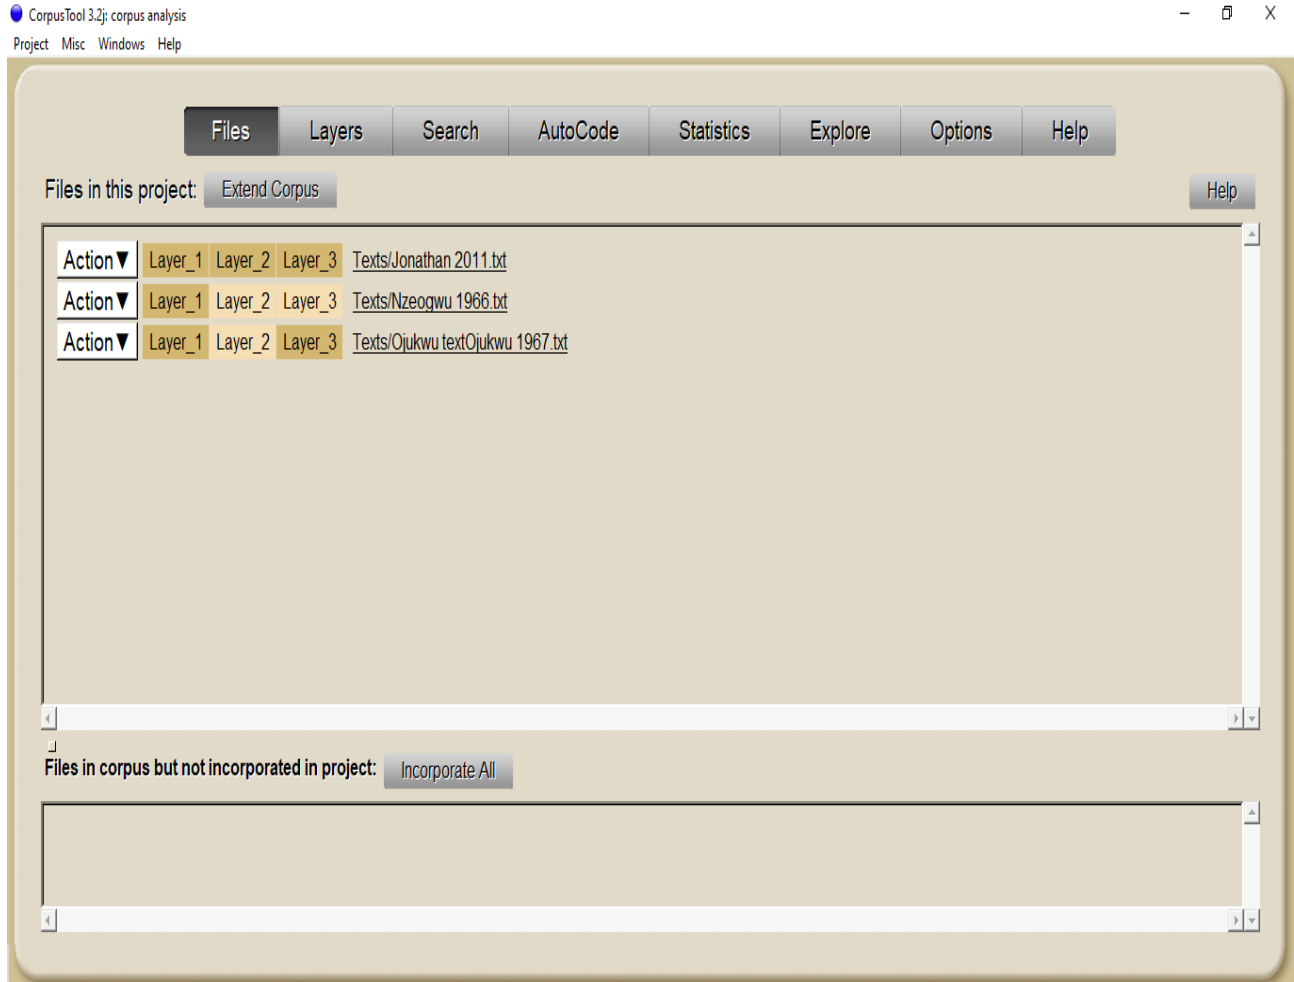 CorpusTool 3.2j: corpus analysis
Project Misc Windows Help
Files Layers Search AutoCode Statistics Explore Options Help
Files in this project: Extend Corpus Help
Action▼ Layer_1 Layer_2 Layer_3 Texts/Jonathan 2011.txt
Action▼ Layer_1 Layer_2 Layer_3 Texts/Nzeogwu 1966.txt
Action▼ Layer_1 Layer_2 Layer_3 Texts/Ojukwu textOjukwu 1967.txt
Files in corpus but not incorporated in project: Incorporate All